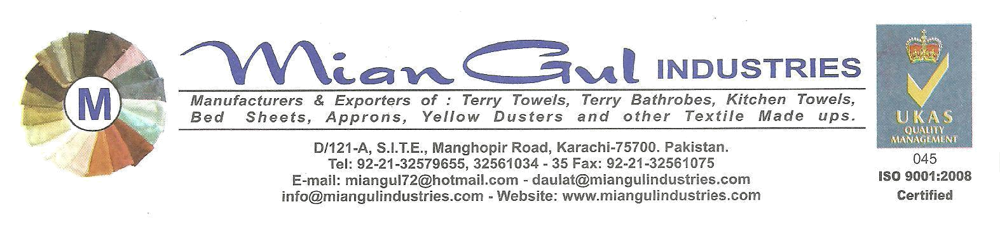 M
Mian Gul INDUSTRIES
Manufacturers & Exporters of : Terry Towels, Terry Bathrobes, Kitchen Towels,
Bed Sheets, Approns, Yellow Dusters and other Textile Made ups.
D/121-A, S.I.T.E., Manghopir Road, Karachi-75700. Pakistan.
Tel: 92-21-32579655, 32561034 - 35 Fax: 92-21-32561075
E-mail: miangul72@hotmail.com - daulat@miangulindustries.com
info@miangulindustries.com - Website: www.miangulindustries.com
UKAS
QUALITY
MANAGEMENT
045
ISO 9001:2008
Certified